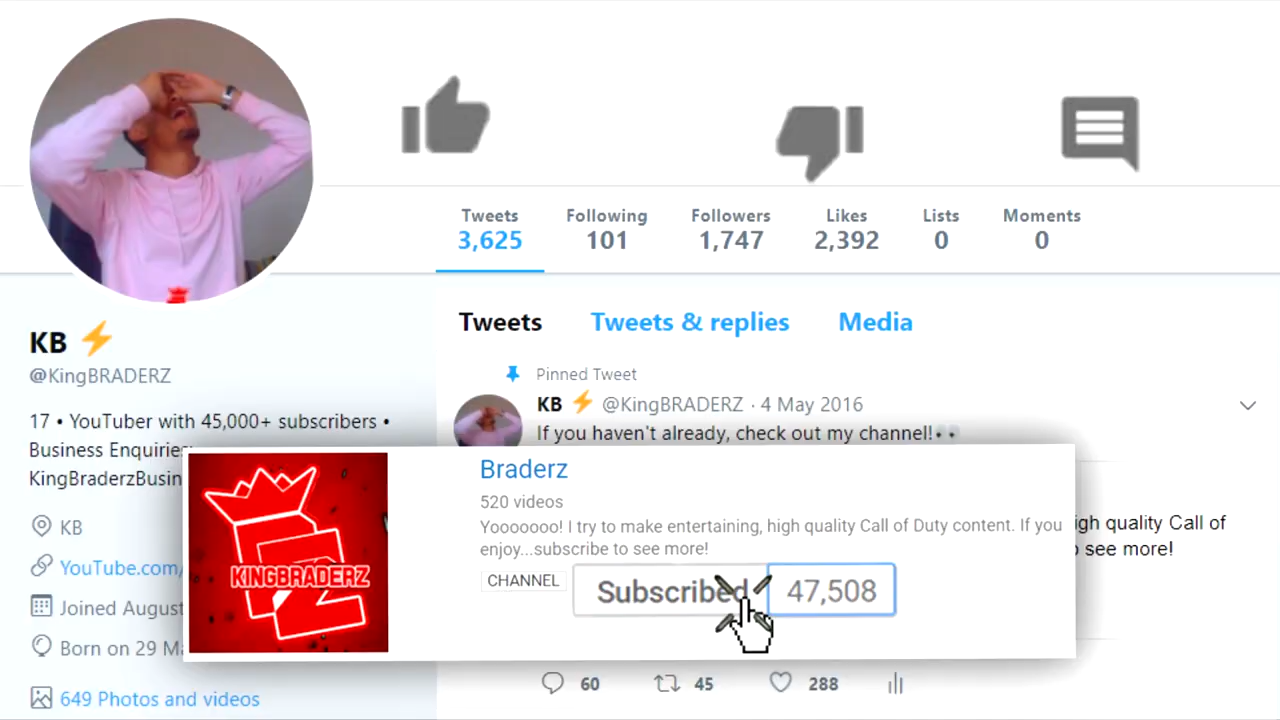 Tweets Following Followers Likes Lists Moments
3,625 101 1,747 2,392 0 0
KB
@KingBRADERZ
17 • YouTuber with 45,000+ subscribers •
Business Enquiries
KingBraderzBusin
KB
YouTube.com/
Joined August
Born on 29 Ma
649 Photos and videos
Tweets Tweets & replies Media
Pinned Tweet
KB @KingBRADERZ · 4 May 2016
If you haven't already, check out my channel!
KINGBRADERZ
Braderz
520 videos
Yooooooo! I try to make entertaining, high quality Call of Duty content. If you
enjoy...subscribe to see more!
CHANNEL
Subscribed 47,508
igh quality Call of
see more!
60 45 288